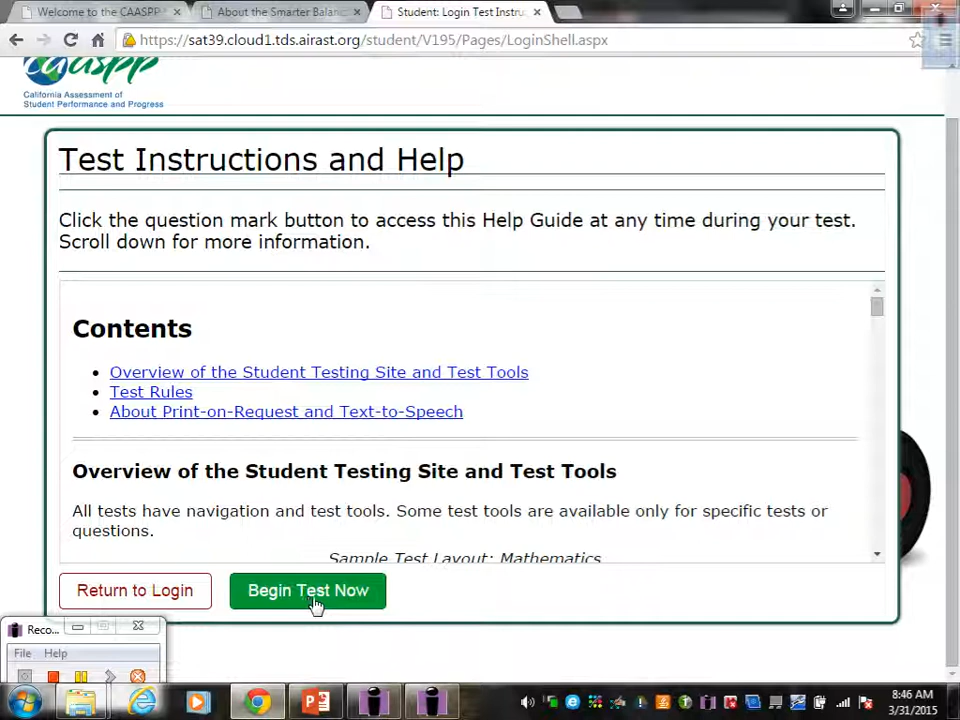 Welcome to the CAASPP
About the Smarter Balanc
Student: Login Test Instru
https://sat39.cloud1.tds.airast.org/student/V195/Pages/LoginShell.aspx
caaspp
California Assessment of
Student Performance and Progress
Test Instructions and Help
Click the question mark button to access this Help Guide at any time during your test.
Scroll down for more information.
Contents
Overview of the Student Testing Site and Test Tools
Test Rules
About Print-on-Request and Text-to-Speech
Overview of the Student Testing Site and Test Tools
All tests have navigation and test tools. Some test tools are available only for specific tests or
questions.
Sample Test Layout: Mathematics
Return to Login
Begin Test Now
Reco...
File Help
8:46 AM
3/31/2015